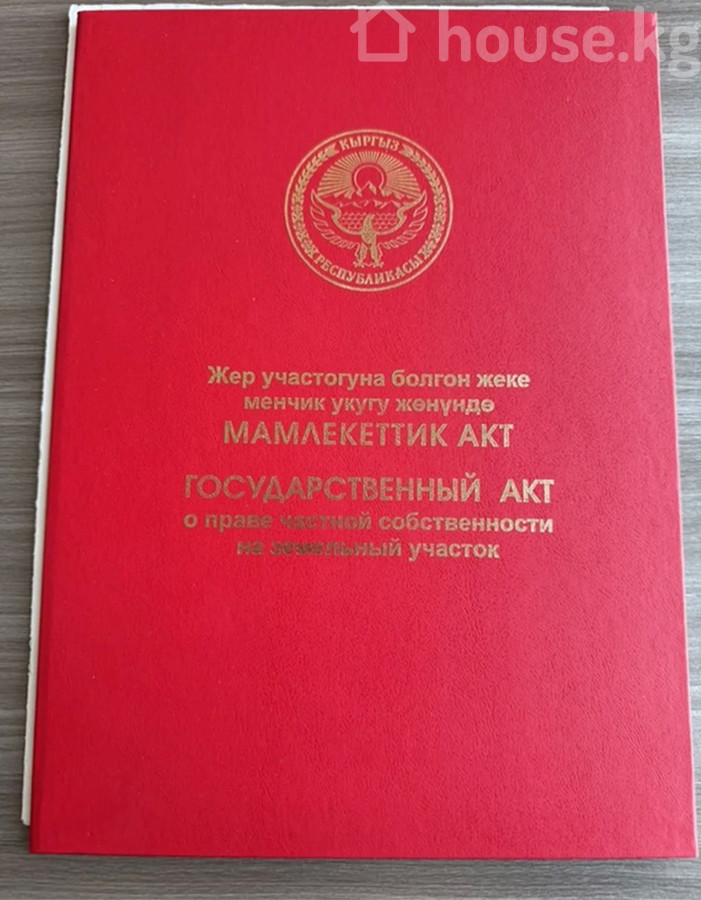 house.kg
КЫРГЫЗ
РЕСПУБЛИКАСЫ
Жер участогуна болгон жеке
менчик укугу жөнүндө
МАМЛЕКЕТТИК АКТ
ГОСУДАРСТВЕННЫЙ АКТ
о праве частной собственности
на земельный участок